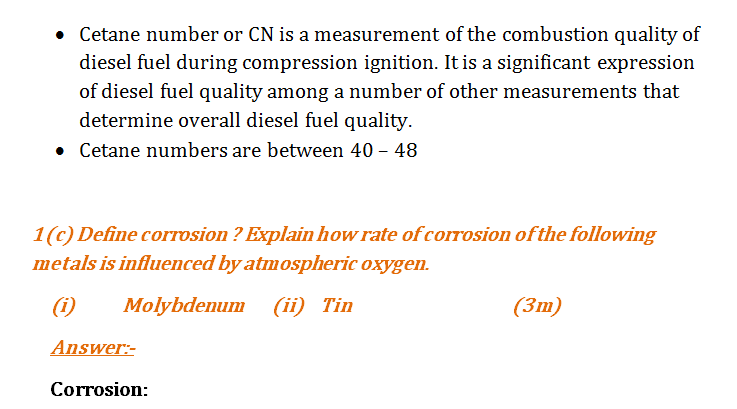 • Cetane number or CN is a measurement of the combustion quality of
diesel fuel during compression ignition. It is a significant expression
of diesel fuel quality among a number of other measurements that
determine overall diesel fuel quality.
• Cetane numbers are between 40 – 48
1(c) Define corrosion ? Explain how rate of corrosion of the following
metals is influenced by atmospheric oxygen.
(i) Molybdenum (ii) Tin (3m)
Answer:-
Corrosion: